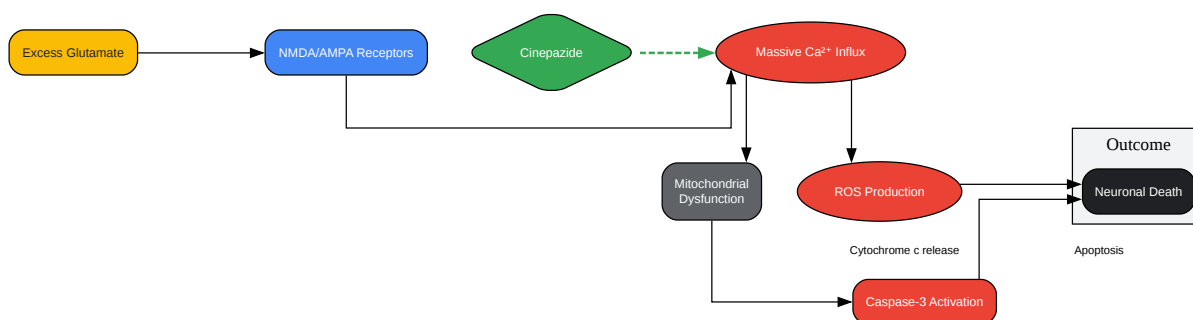 Excess Glutamate
NMDA/AMPA Receptors
Cinepazide
Massive Ca²⁺ Influx
Outcome
Mitochondrial
Dysfunction
ROS Production
Neuronal Death
Cytochrome c release
Apoptosis
Caspase-3 Activation